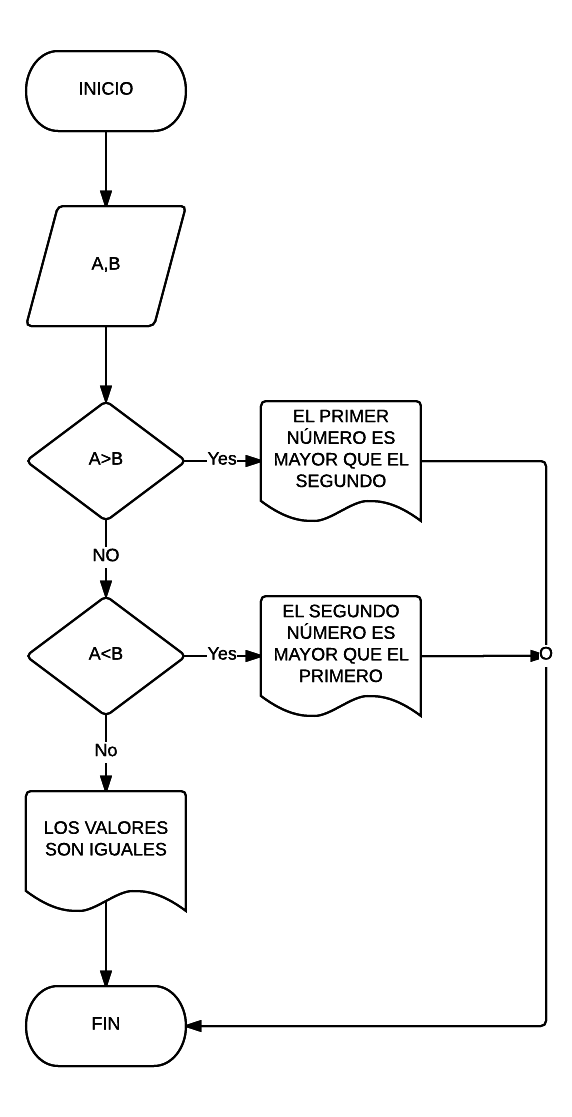 INICIO
A,B
A>B
Yes
EL PRIMER
NÚMERO ES
MAYOR QUE EL
SEGUNDO
NO
A<B
Yes
EL SEGUNDO
NÚMERO ES
MAYOR QUE EL
PRIMERO
O
No
LOS VALORES
SON IGUALES
FIN